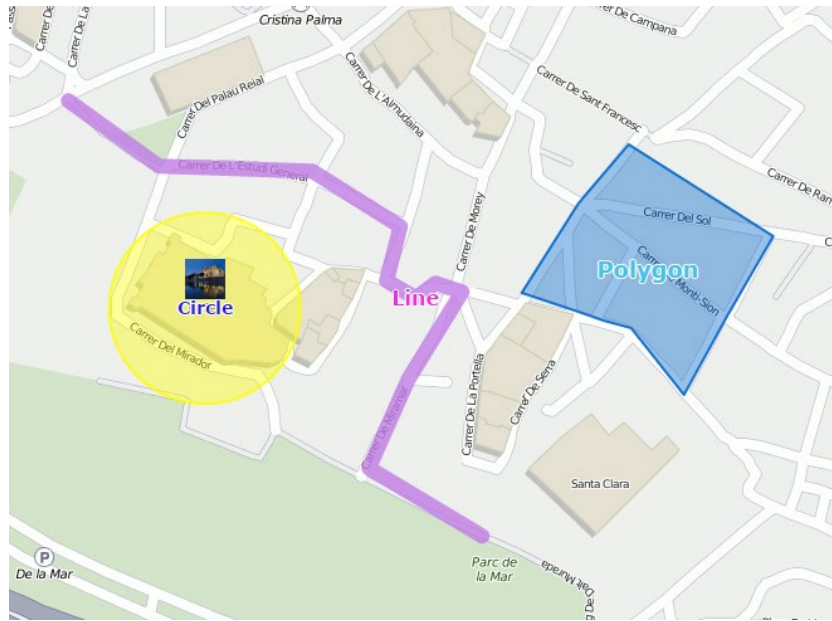 Carrer De La
Cristina Palma
Carrer De Campana
Carrer De Sant Francesc
Carrer Del Palau Reial
Carrer De L'Almudaina
Carrer De L'Estudi General
Carrer De Morey
Carrer Del Sol
Carrer De Ram
Carrer De Monti-Sion
Polygon
Circle
Line
Carrer Del Mirador
Carrer De La Portella
Carrer De Serra
Carrer De Miramar
Santa Clara
P
De la Mar
Parc de
la Mar
Dalt Murada